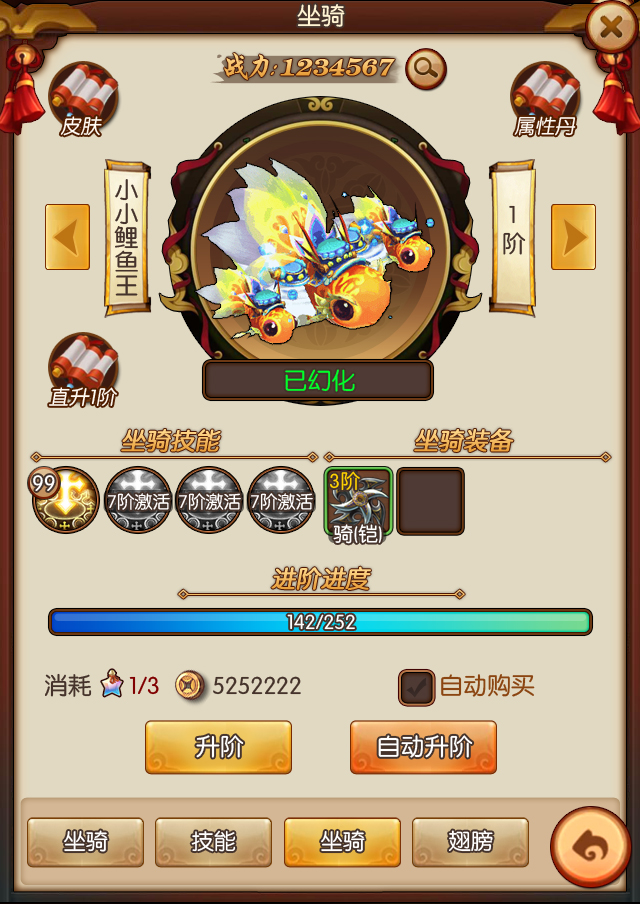 坐骑
战力:1234567
皮肤
属性丹
小小鲤鱼王
1阶
直升1阶
已幻化
坐骑技能
坐骑装备
99
7阶激活
7阶激活
7阶激活
3阶
骑(铠)
进阶进度
142/252
消耗 1/3 5252222
自动购买
升阶
自动升阶
坐骑
技能
坐骑
翅膀